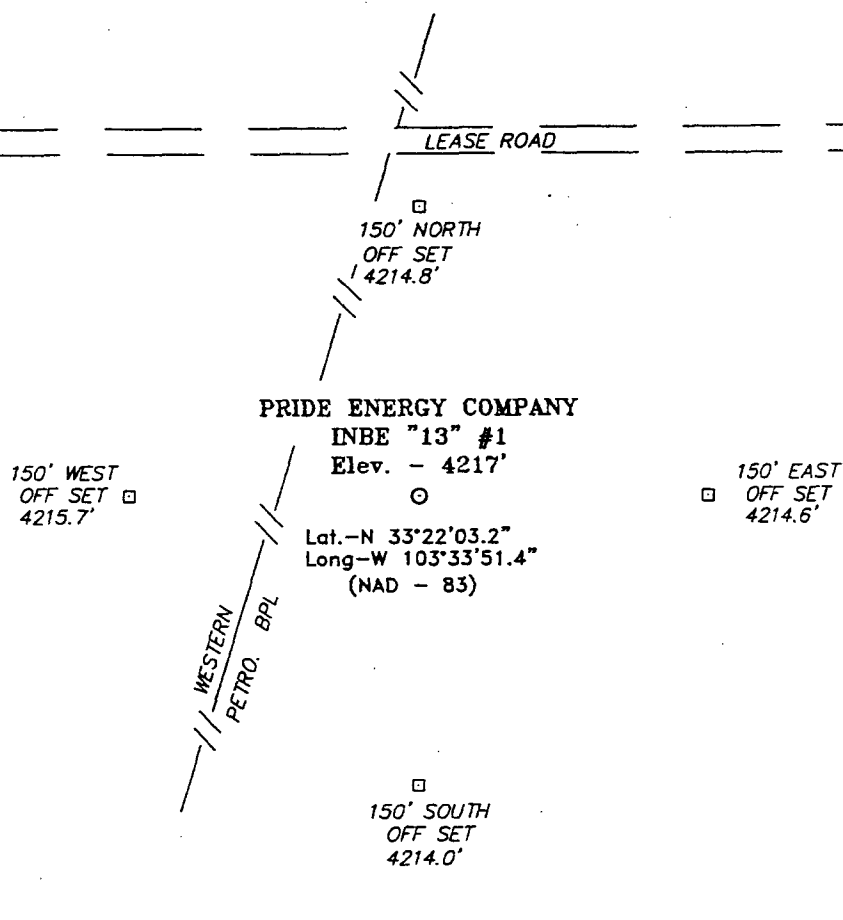 LEASE ROAD
150' NORTH
OFF SET
4214.8'
PRIDE ENERGY COMPANY
INBE "13" #1
Elev. - 4217'
150' WEST
OFF SET
4215.7'
150' EAST
OFF SET
4214.6'
Lat.-N 33°22'03.2"
Long-W 103°33'51.4"
(NAD - 83)
WESTERN
PETRO. BPL
150' SOUTH
OFF SET
4214.0'